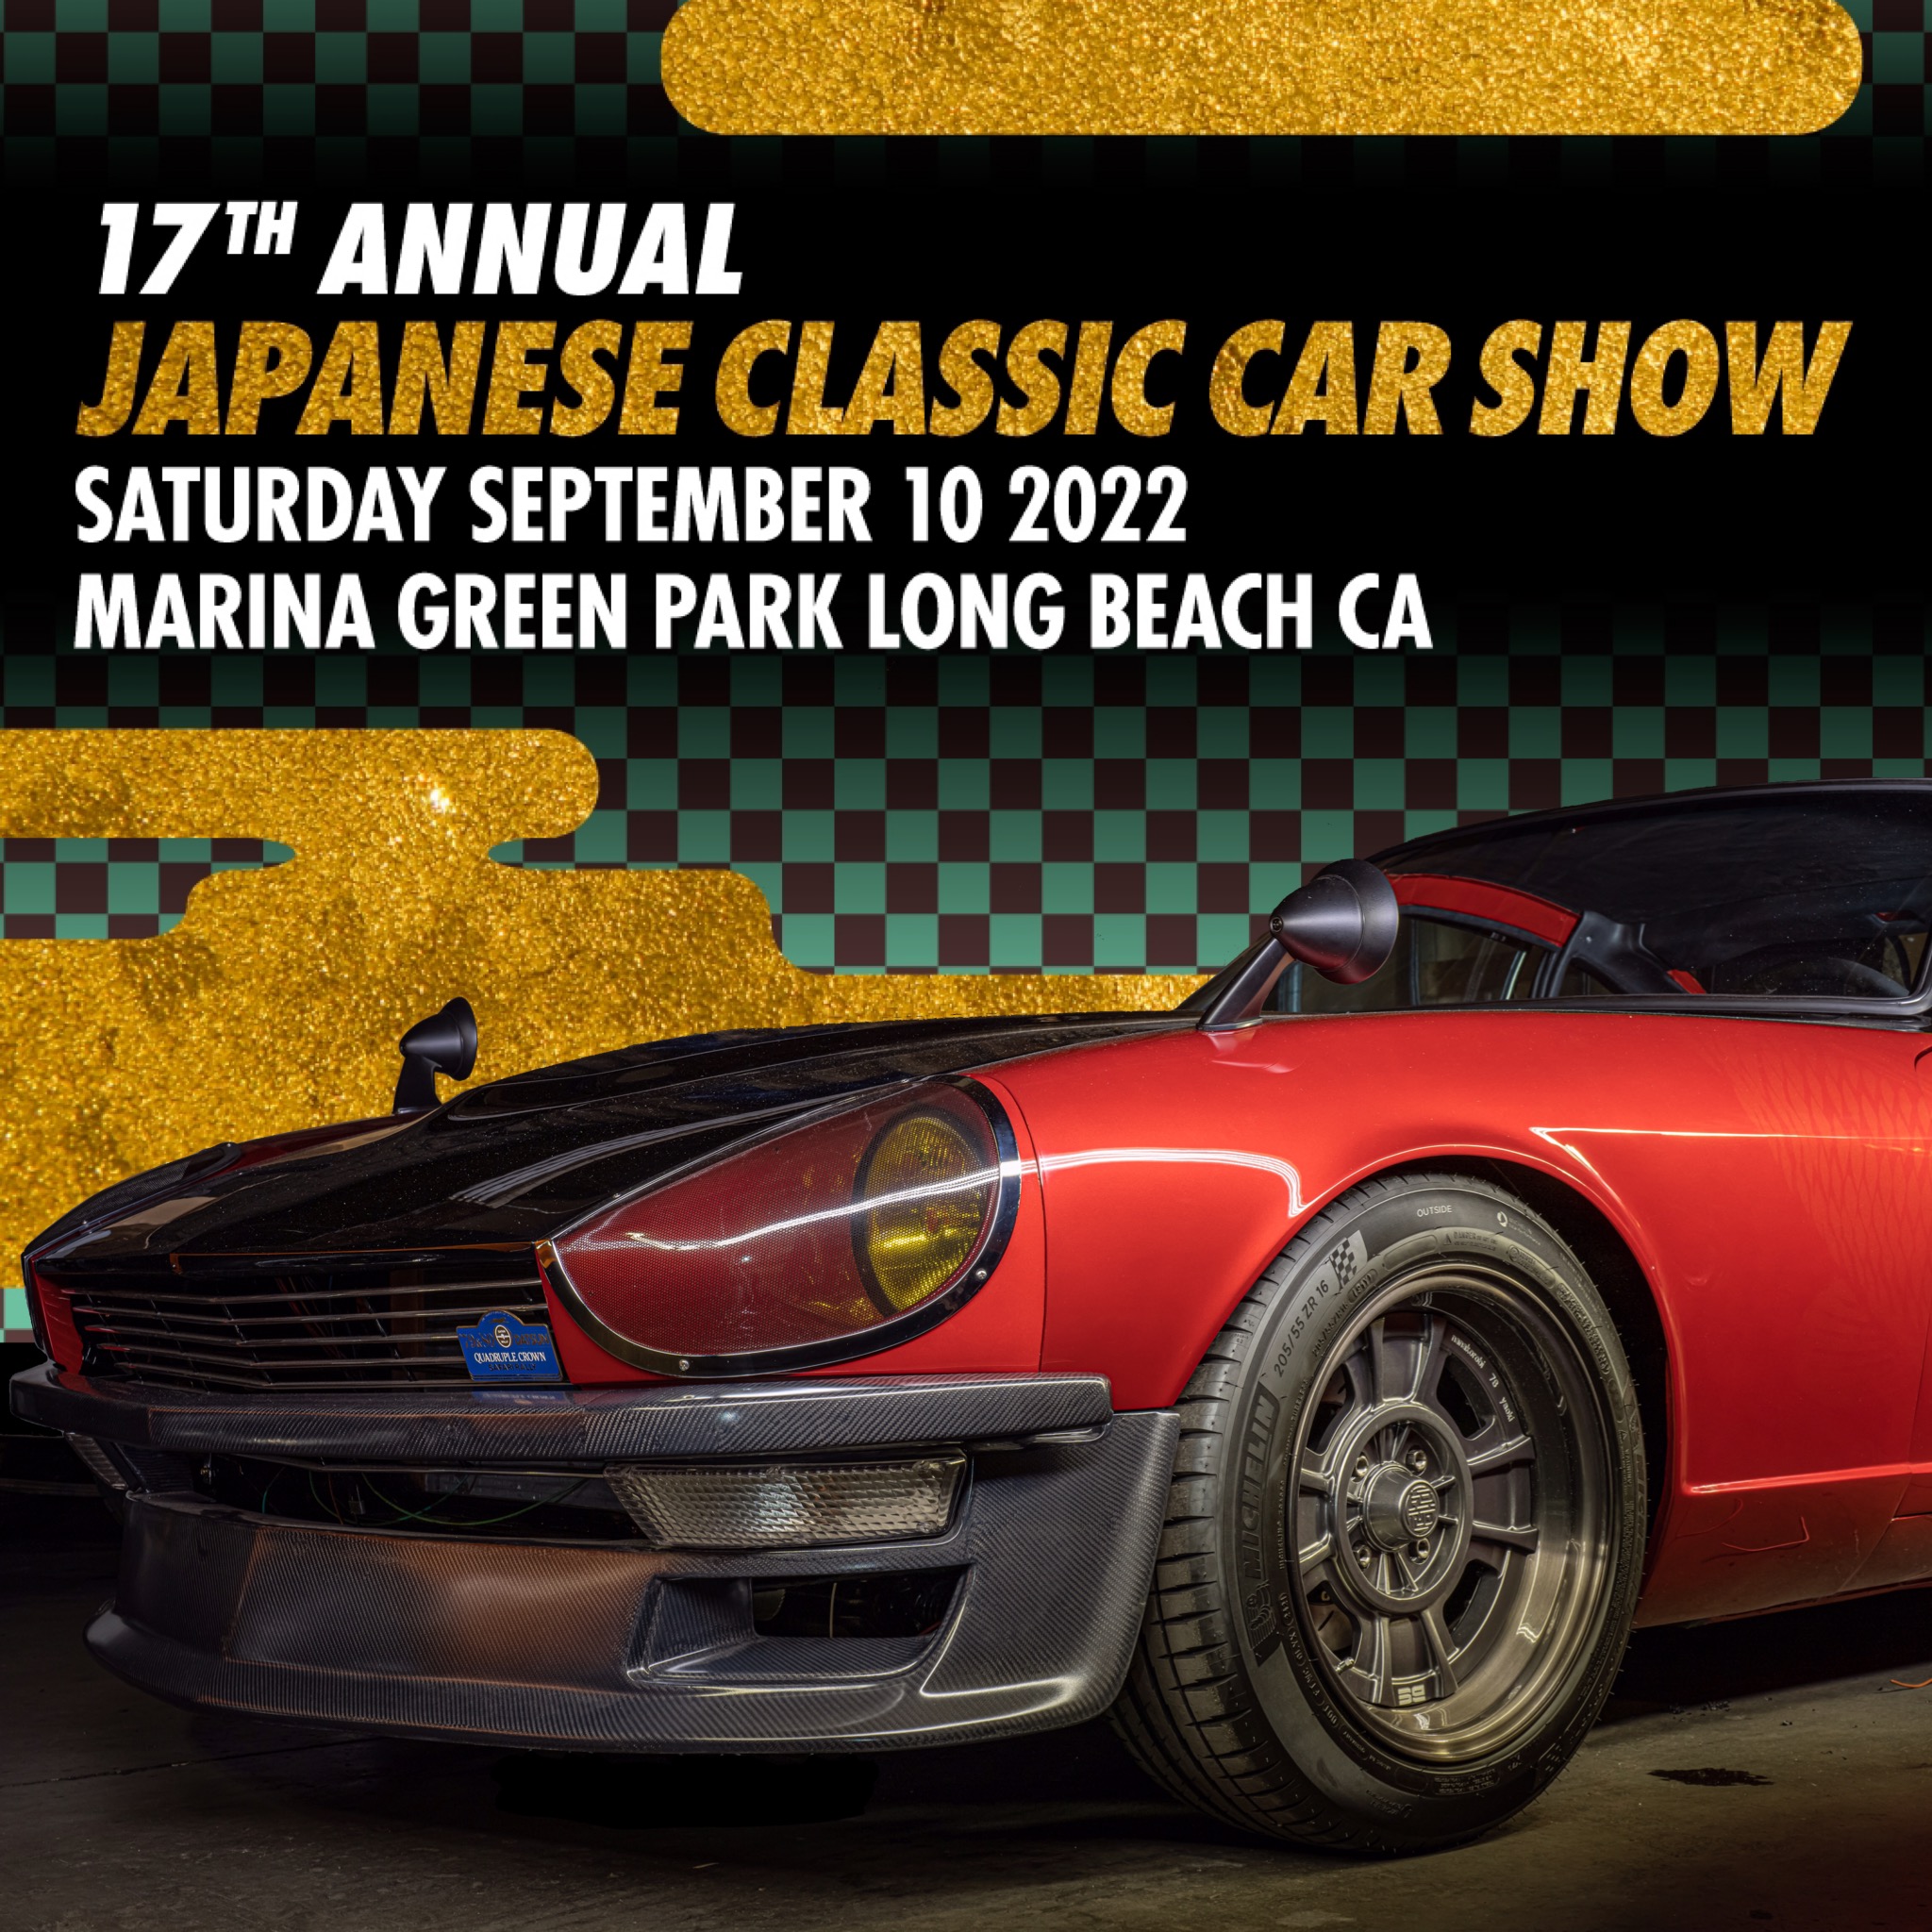 17TH ANNUAL
JAPANESE CLASSIC CAR SHOW
SATURDAY SEPTEMBER 10 2022
MARINA GREEN PARK LONG BEACH CA
OUTSIDE
205/55 ZR 16
MICHELIN
QUADRUPLE CROWN